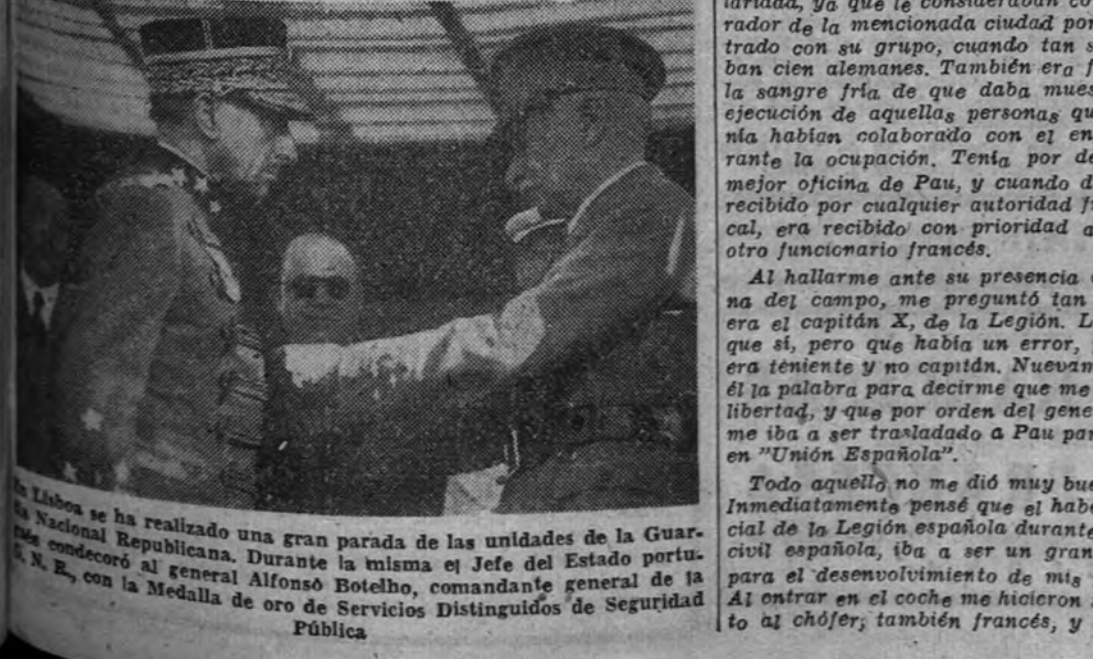 En Lisboa se ha realizado una gran parada de las unidades de la Guar-
dia Nacional Republicana. Durante la misma el Jefe del Estado portu-
gués condecoró al general Alfonso Botelho, comandante general de la
G. N. R., con la Medalla de oro de Servicios Distinguidos de Seguridad
Pública
laridad, ya que le consideraban
rador de la mencionada ciudad por
trado con su grupo, cuando tan
ban cien alemanes. También era
la sangre fría de que daba mues
ejecución de aquellas personas qu
nía habían colaborado con el en
rante la ocupación. Tenía por de
mejor oficina de Pau, y cuando d
recibido por cualquier autoridad
cal, era recibido con prioridad a
otro funcionario francés.
Al hallarme ante su presencia
na del campo, me preguntó tan
era el capitán X, de la Legión. L
que sí, pero que había un error,
era teniente y no capitán. Nuevam
él la palabra para decirme que me
libertad, y que por orden del gene
me iba a ser trasladado a Pau par
en "Unión Española".
Todo aquello no me dió muy bue
Inmediatamente pensé que el habe
cial de la Legión española durante
civil española, iba a ser un gran
para el desenvolvimiento de mis
Al entrar en el coche me hicieron
to al chófer; también francés, y